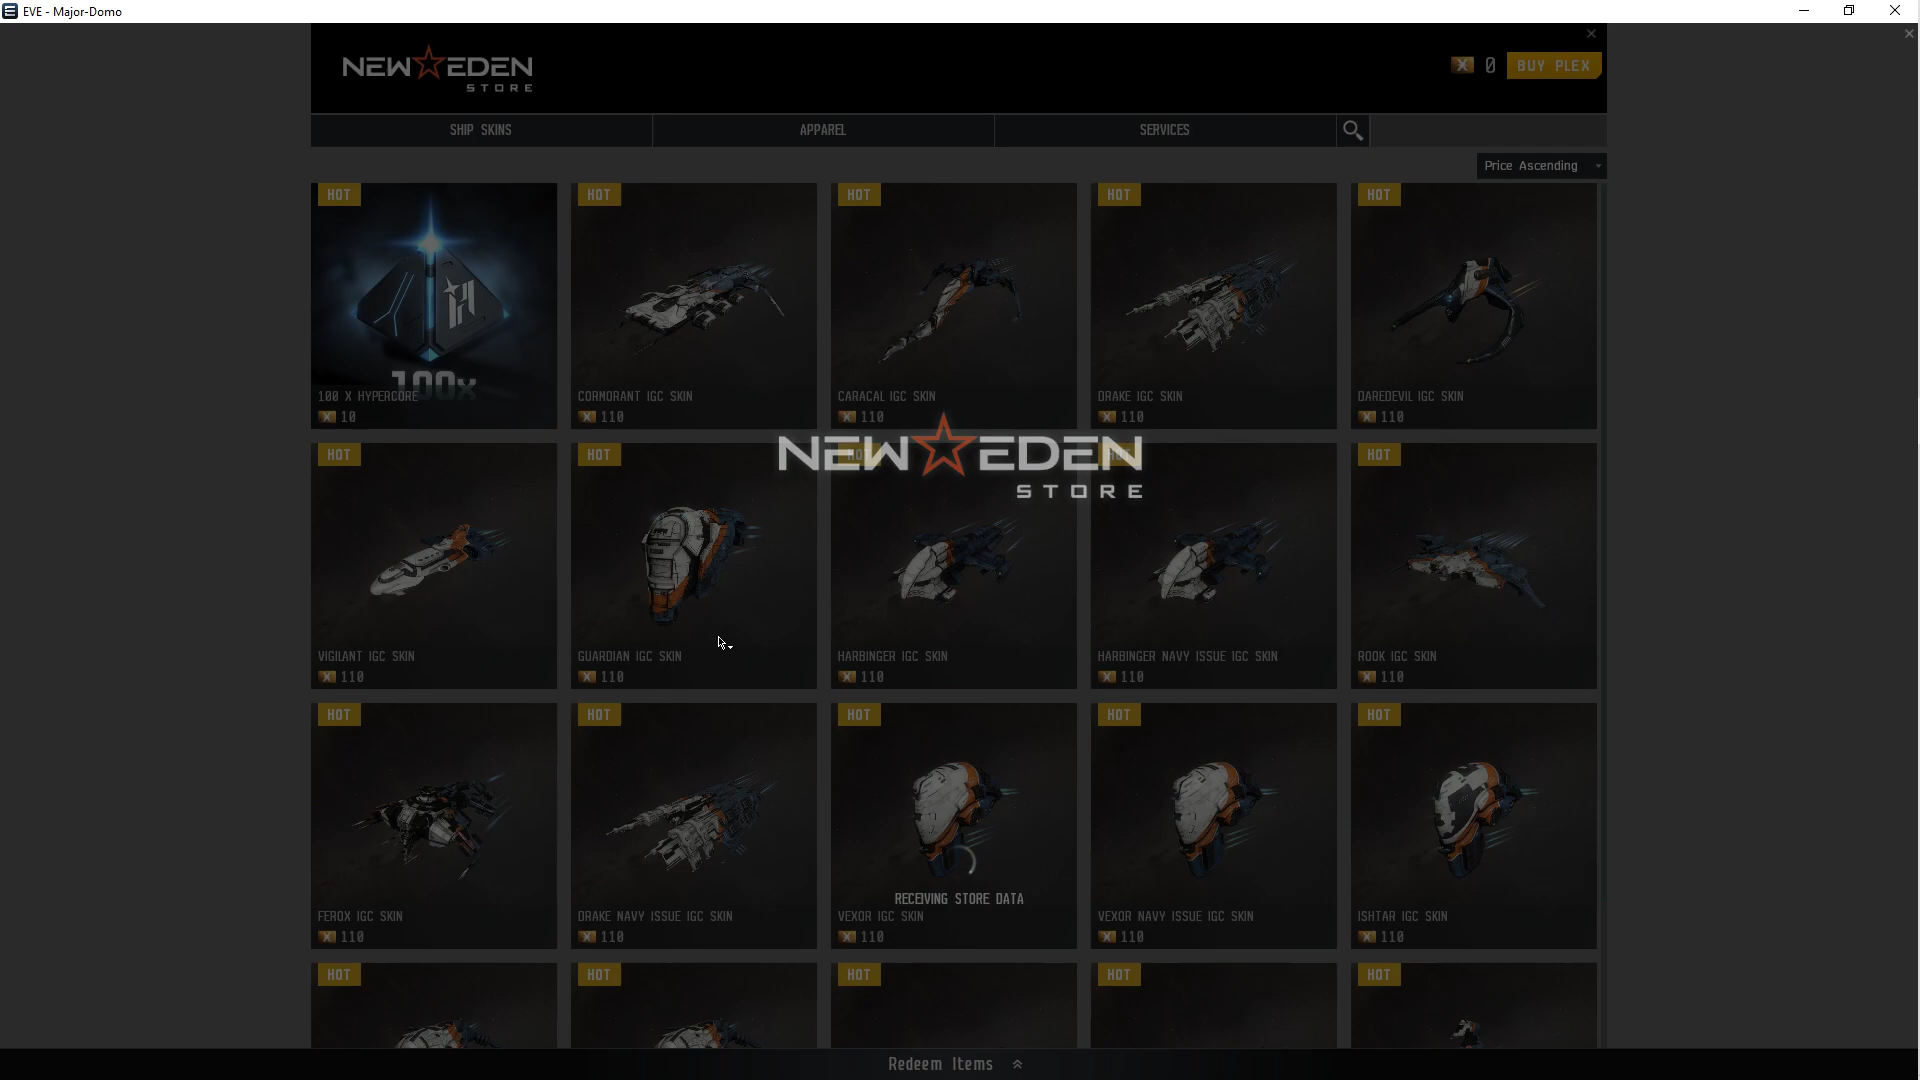 EVE - Major-Domo
NEW EDEN
STORE
0
BUY PLEX
SHIP SKINS
APPAREL
SERVICES
Price Ascending
HOT
HOT
HOT
HOT
HOT
100x
100 X HYPERCORE
10
CORMORANT IGC SKIN
110
CARACAL IGC SKIN
110
DRAKE IGC SKIN
110
DAREDEVIL IGC SKIN
110
NEW EDEN
STORE
HOT
HOT
HOT
HOT
HOT
VIGILANT IGC SKIN
110
GUARDIAN IGC SKIN
110
HARBINGER IGC SKIN
110
HARBINGER NAVY ISSUE IGC SKIN
110
ROOK IGC SKIN
110
HOT
HOT
HOT
HOT
HOT
RECEIVING STORE DATA
FEROX IGC SKIN
110
DRAKE NAVY ISSUE IGC SKIN
110
VEXOR IGC SKIN
110
VEXOR NAVY ISSUE IGC SKIN
110
ISHTAR IGC SKIN
110
HOT
HOT
HOT
HOT
HOT
Redeem Items